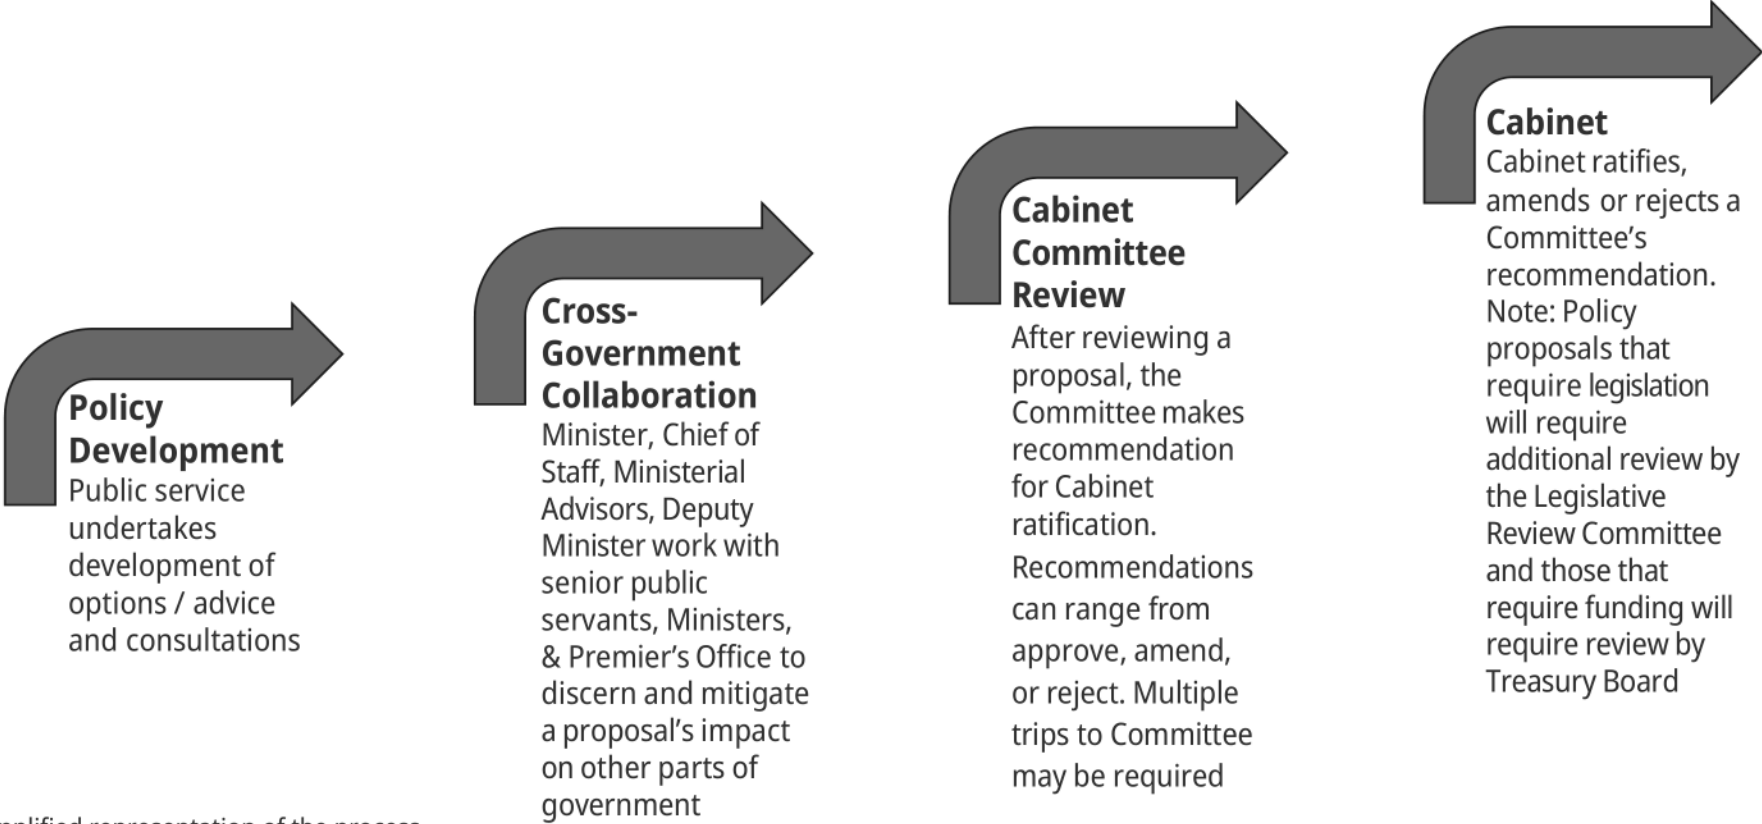 Policy
Development
Public service
undertakes
development of
options / advice
and consultations
Cross-
Government
Collaboration
Minister, Chief of
Staff, Ministerial
Advisors, Deputy
Minister work with
senior public
servants, Ministers,
& Premier’s Office to
discern and mitigate
a proposal’s impact
on other parts of
government
Cabinet
Committee
Review
After reviewing a
proposal, the
Committee makes
recommendation
for Cabinet
ratification.
Recommendations
can range from
approve, amend,
or reject. Multiple
trips to Committee
may be required
Cabinet
Cabinet ratifies,
amends or rejects a
Committee’s
recommendation.
Note: Policy
proposals that
require legislation
will require
additional review by
the Legislative
Review Committee
and those that
require funding will
require review by
Treasury Board
representation of the process